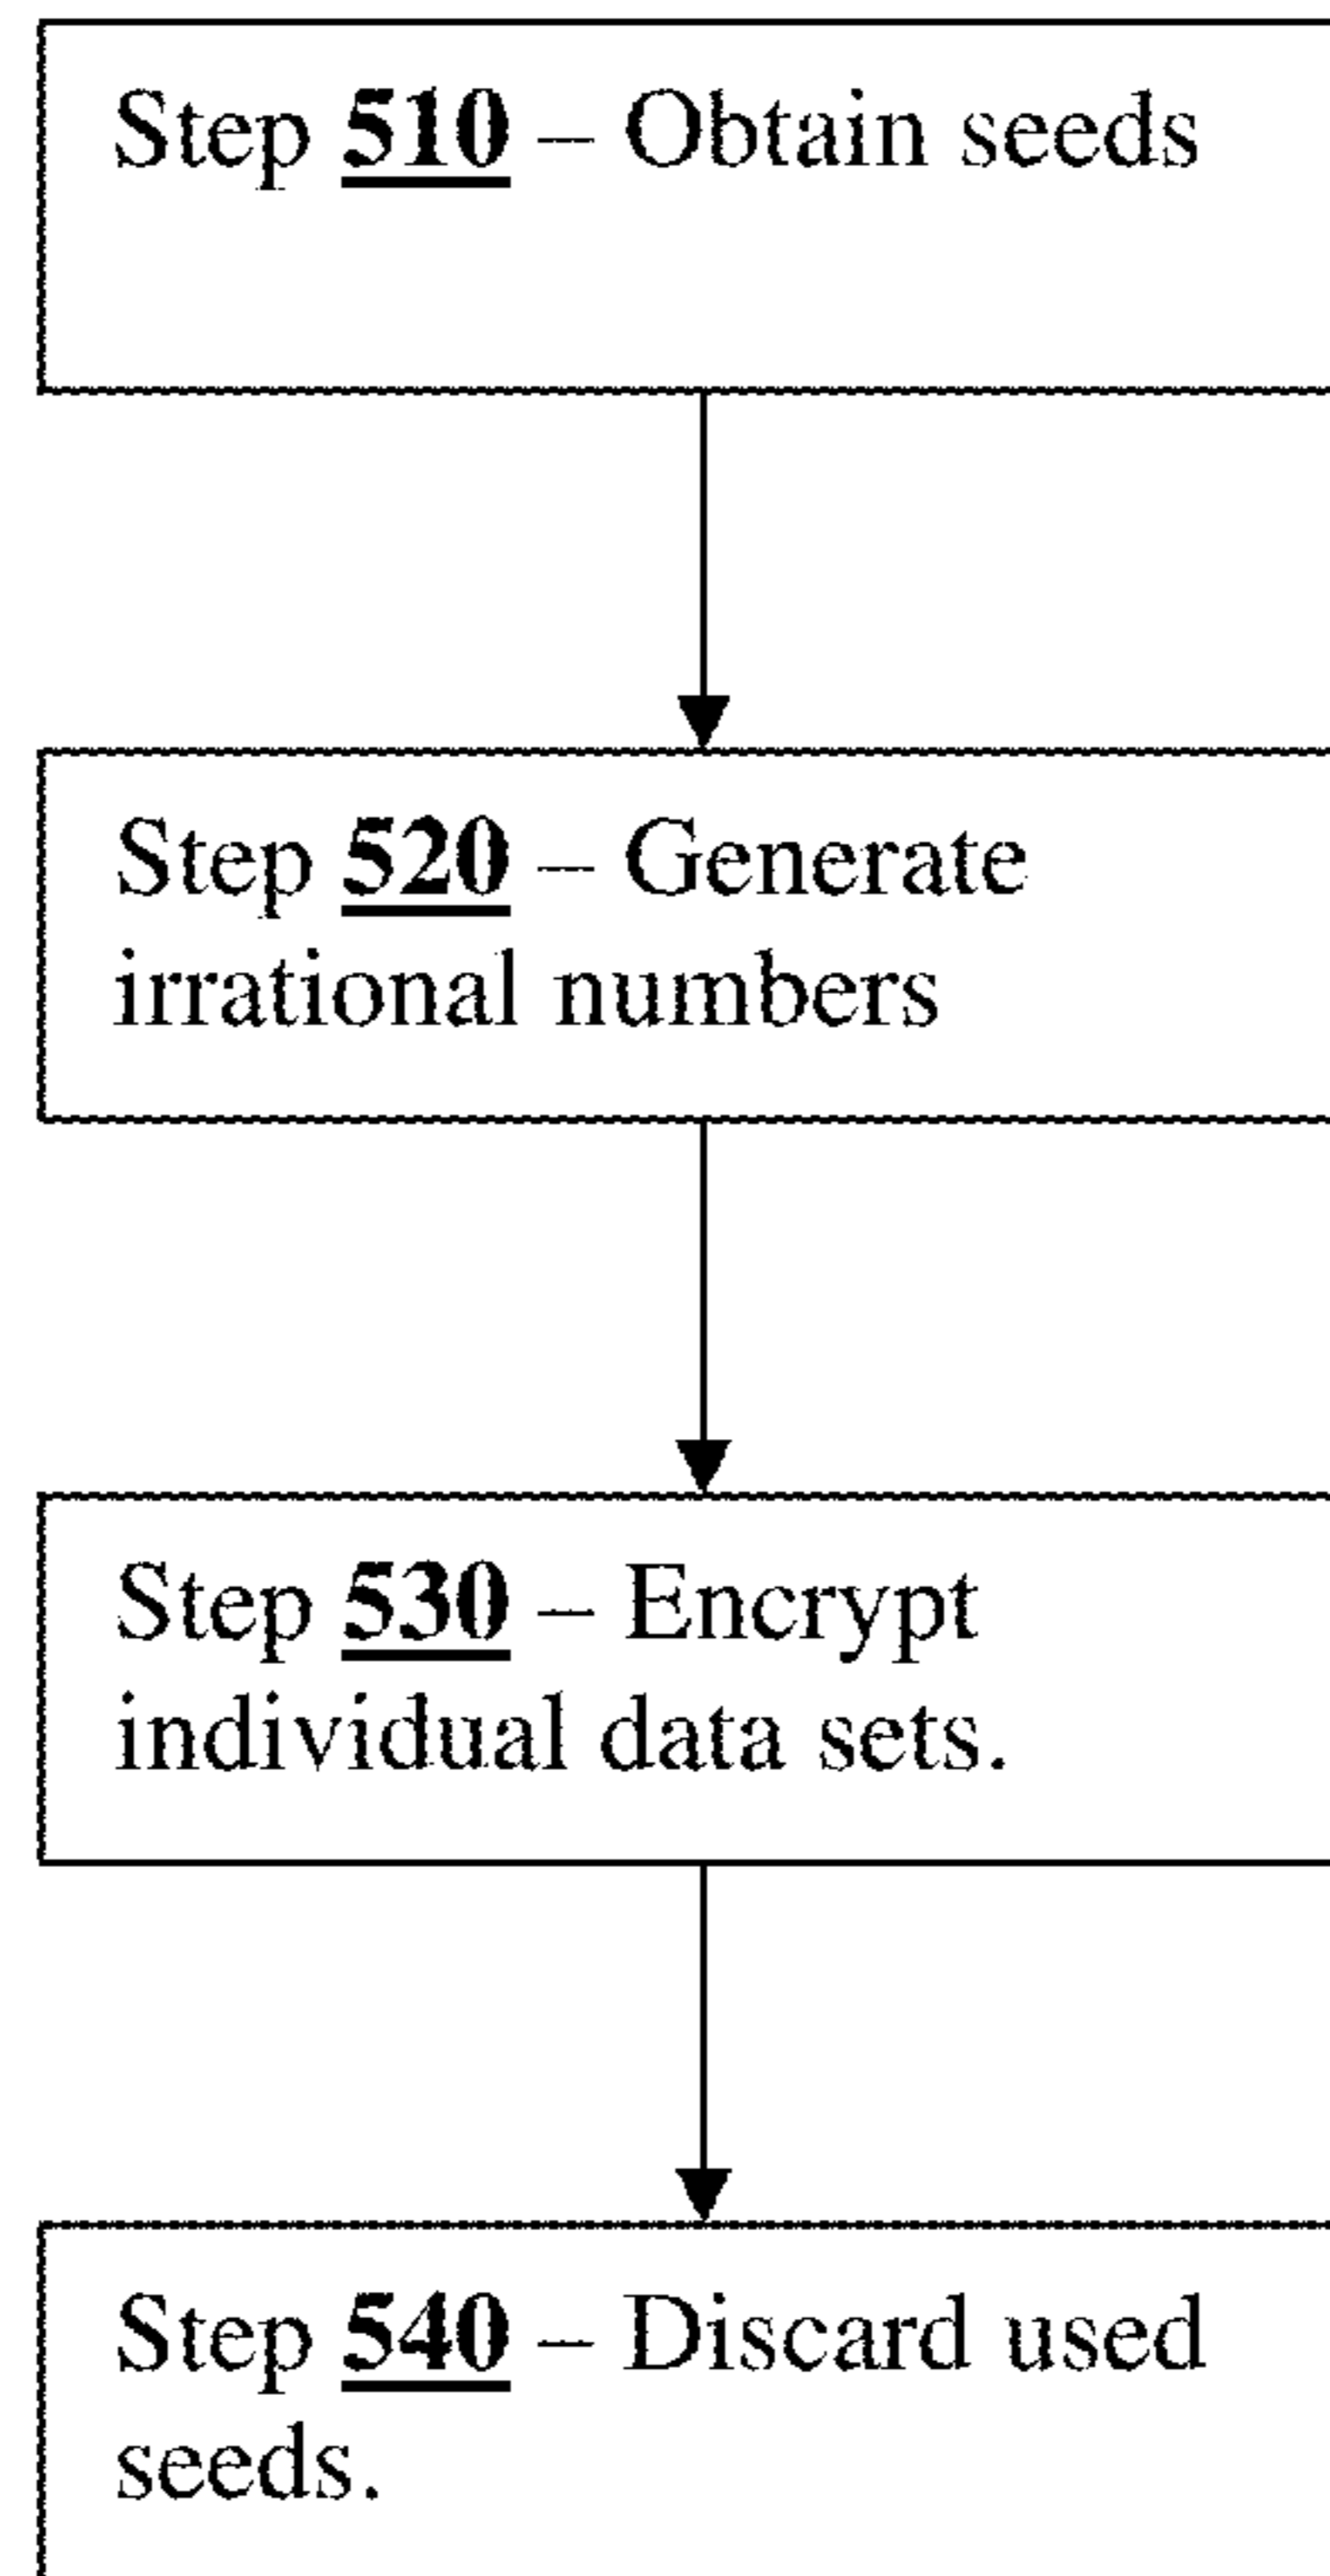 Step 510 – Obtain seeds
Step 520 – Generate
irrational numbers
Step 530 – Encrypt
individual data sets.
Step 540 – Discard used
seeds.